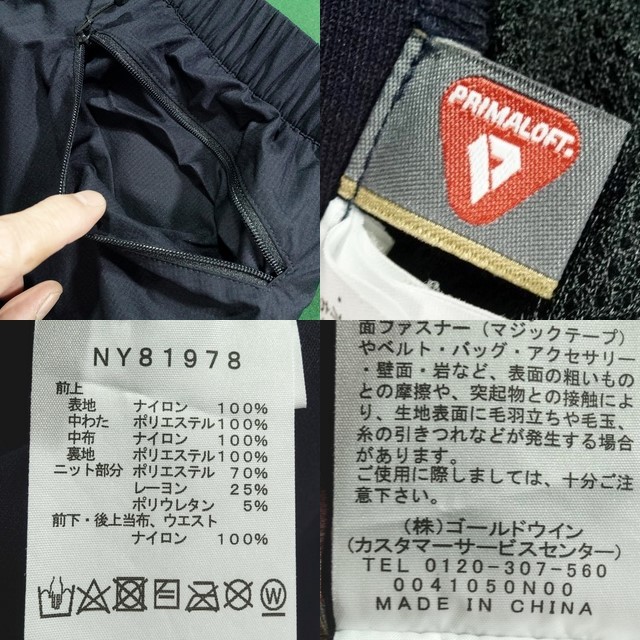 PRIMALOFT®
NY81978
前上
表地 ナイロン 100%
中わた ポリエステル100%
中布 ナイロン 100%
裏地 ポリエステル100%
ニット部分 ポリエステル 70%
レーヨン 25%
ポリウレタン 5%
前下・後上当布、ウエスト
ナイロン 100%
W
面ファスナー（マジックテープ）
やベルト・バッグ・アクセサリー
・壁面・岩など、表面の粗いもの
との摩擦や、突起物との接触によ
り、生地表面に毛羽立ちや毛玉、
糸の引きつれなどが発生する場合
があります。
ご使用に際しましては、十分ご注
意下さい。
（株）ゴールドウイン
(カスタマーサービスセンター)
TEL 0120-307-560
0041050N00
MADE IN CHINA